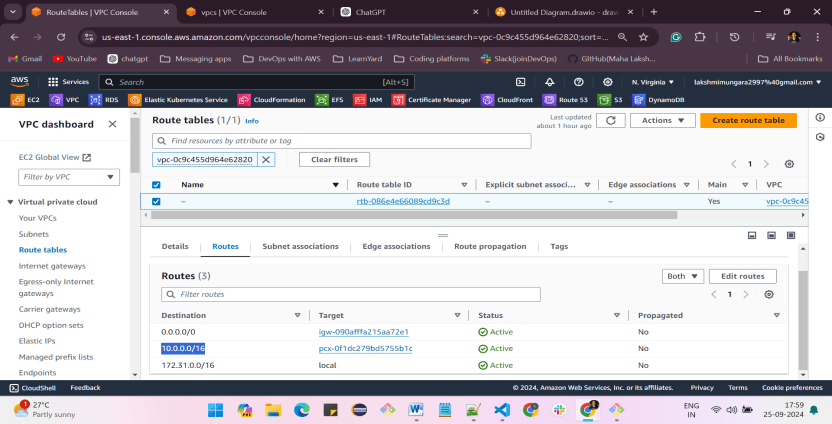 RouteTables | VPC Console
vpcs | VPC Console
ChatGPT
Untitled Diagram.drawio - draw
us-east-1.console.aws.amazon.com/vpcconsole/home?region=us-east-1#RouteTables:search=vpc-0c9c455d964e62820;sort=...
Gmail
YouTube
chatgpt
Messaging apps
DevOps with AWS
LearnYard
Coding platforms
Slack(JoinDevOps)
GitHub(Maha Laksh...
All Bookmarks
aws
Services
Search
[Alt+S]
N. Virginia
lakshmimungara2997%40gmail.com
EC2
VPC
RDS
Elastic Kubernetes Service
CloudFormation
EFS
IAM
Certificate Manager
CloudFront
Route 53
S3
DynamoDB
VPC dashboard
EC2 Global View
Filter by VPC
Virtual private cloud
Your VPCs
Subnets
Route tables
Internet gateways
Egress-only Internet
gateways
Carrier gateways
DHCP option sets
Elastic IPs
Managed prefix lists
Endpoints
Route tables (1/1) Info
Last updated
about 1 hour ago
Actions
Create route table
Find resources by attribute or tag
vpc-0c9c455d964e62820
Clear filters
1
Name
Route table ID
Explicit subnet associ...
Edge associations
Main
VPC
–
rtb-086e4e66089cd9c3d
–
–
Yes
vpc-0c9c45
Details
Routes
Subnet associations
Edge associations
Route propagation
Tags
Routes (3)
Both
Edit routes
Filter routes
1
Destination
Target
Status
Propagated
0.0.0.0/0
igw-090afffa215aa72e1
Active
No
10.0.0.0/16
pcx-0f1dc279bd5755b1c
Active
No
172.31.0.0/16
local
Active
No
CloudShell
Feedback
© 2024, Amazon Web Services, Inc. or its affiliates.
Privacy
Terms
Cookie preferences
27°C
Partly sunny
ENG
IN
17:59
25-09-2024